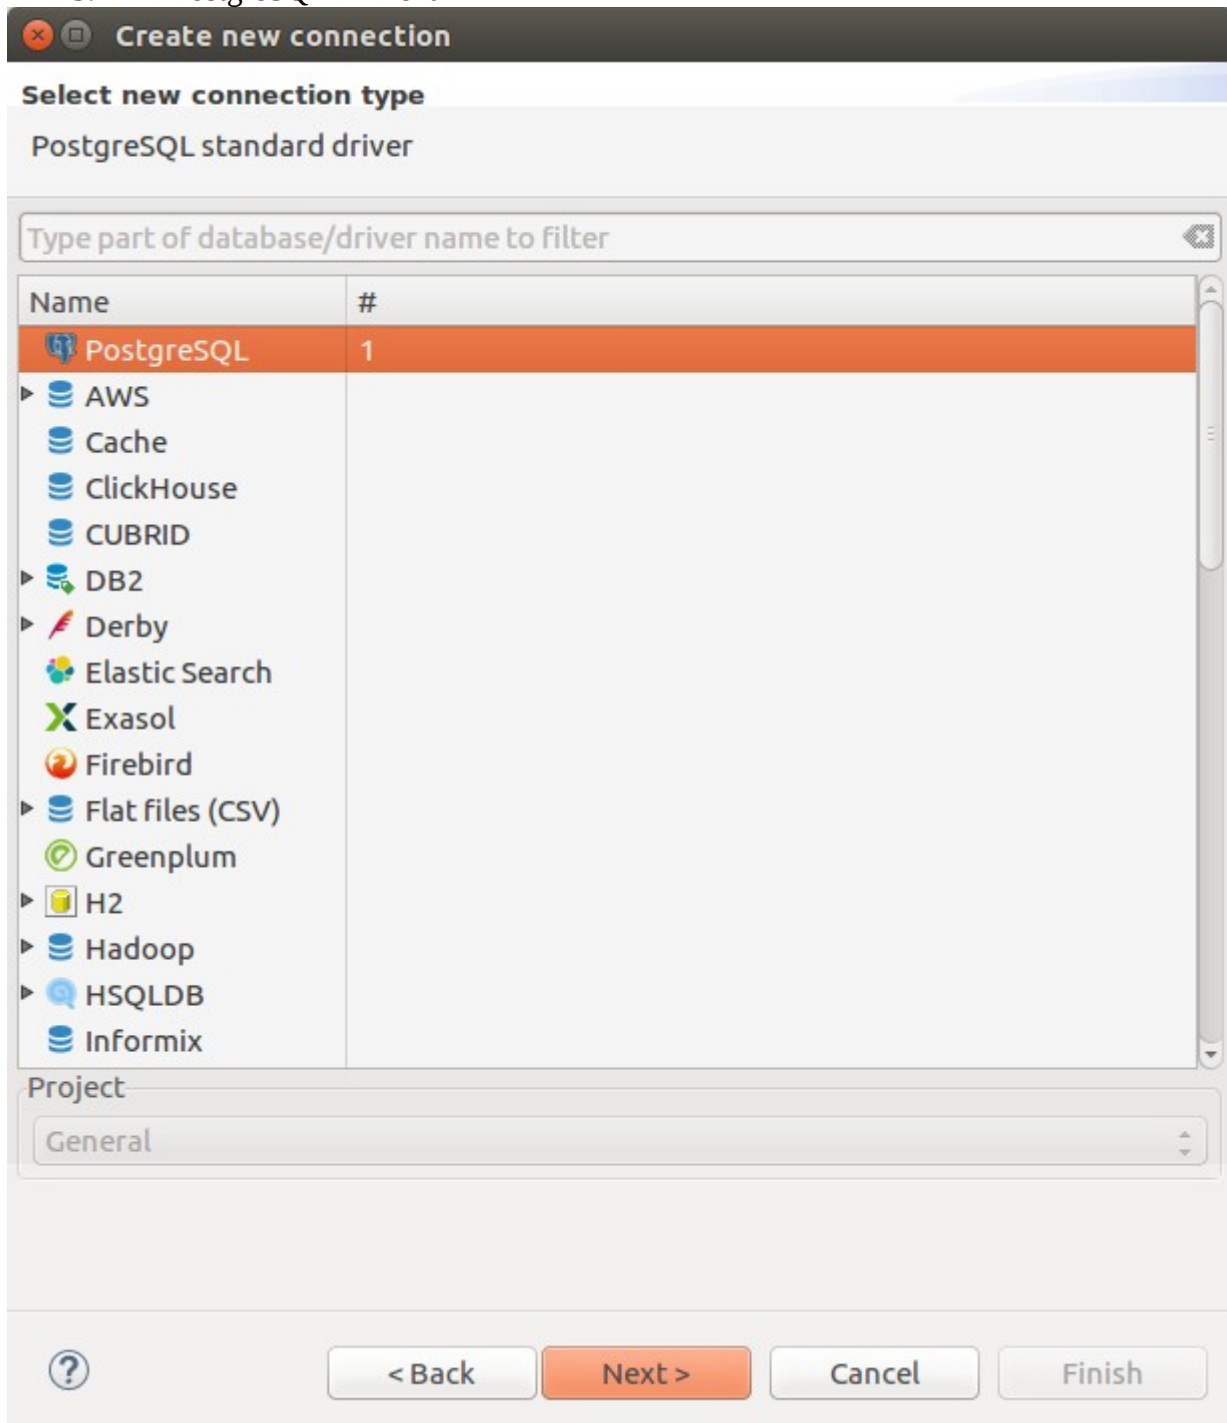 Create new connection
Select new connection type
PostgreSQL standard driver
Type part of database/driver name to filter
Name #
PostgreSQL 1
AWS
Cache
ClickHouse
CUBRID
DB2
Derby
Elastic Search
Exasol
Firebird
Flat files (CSV)
Greenplum
H2
Hadoop
HSQLDB
Informix
Project
General
? < Back Next > Cancel Finish